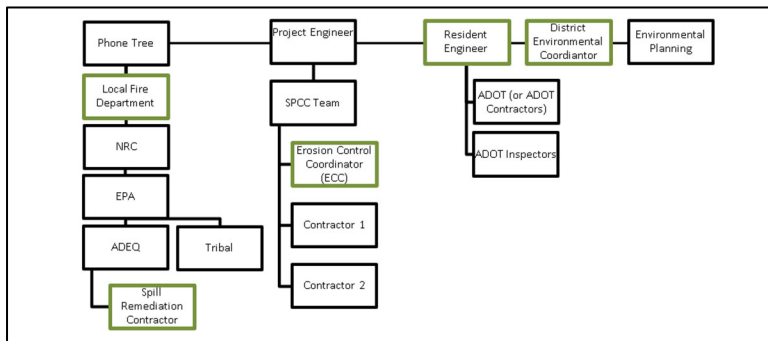 Phone Tree
Local Fire
Department
NRC
EPA
ADEQ
Tribal
Spill
Remediation
Contractor
Project Engineer
SPCC Team
Erosion Control
Coordinator
(ECC)
Contractor 1
Contractor 2
Resident
Engineer
ADOT (or ADOT
Contractors)
ADOT Inspectors
District
Environmental
Coordiantor
Environmental
Planning